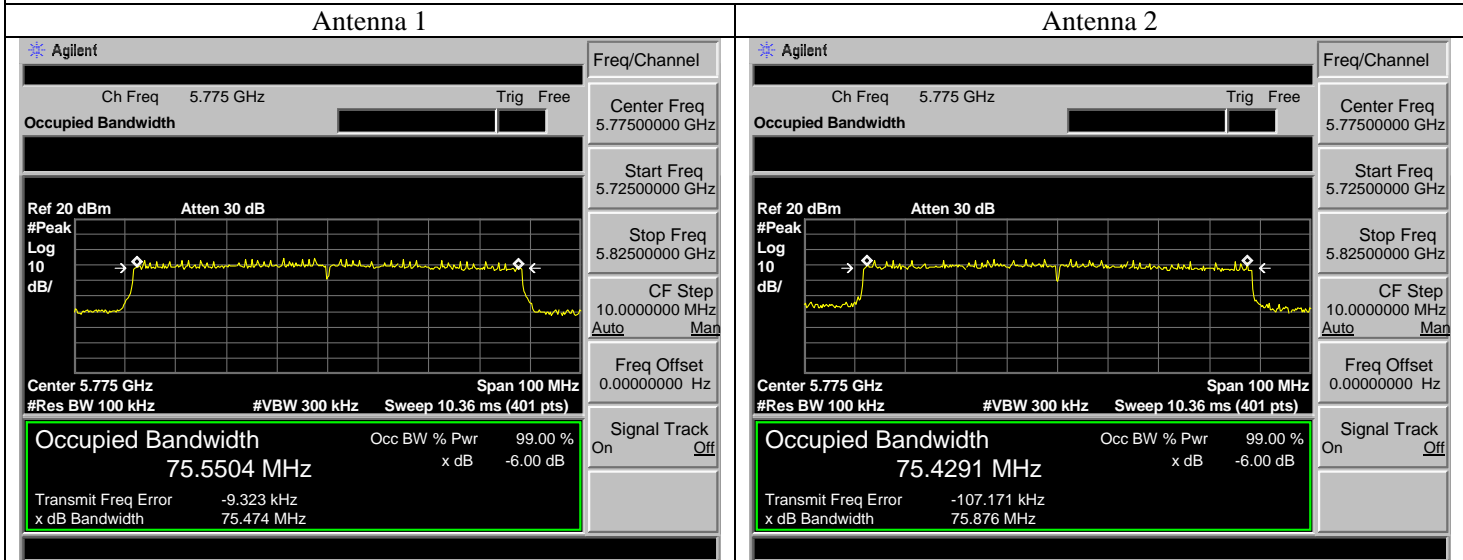 Antenna 1
Agilent
Freq/Channel
Ch Freq 5.775 GHz Trig Free
Occupied Bandwidth
Center Freq
5.77500000 GHz
Start Freq
5.72500000 GHz
Ref 20 dBm Atten 30 dB
#Peak
Log
10
dB/
Stop Freq
5.82500000 GHz
CF Step
10.0000000 MHz
Auto Man
Freq Offset
0.00000000 Hz
Center 5.775 GHz Span 100 MHz
#Res BW 100 kHz #VBW 300 kHz Sweep 10.36 ms (401 pts)
Signal Track
On Off
Occupied Bandwidth Occ BW % Pwr 99.00 %
75.5504 MHz x dB -6.00 dB
Transmit Freq Error -9.323 kHz
x dB Bandwidth 75.474 MHz
Antenna 2
Agilent
Freq/Channel
Ch Freq 5.775 GHz Trig Free
Occupied Bandwidth
Center Freq
5.77500000 GHz
Start Freq
5.72500000 GHz
Ref 20 dBm Atten 30 dB
#Peak
Log
10
dB/
Stop Freq
5.82500000 GHz
CF Step
10.0000000 MHz
Auto Man
Freq Offset
0.00000000 Hz
Center 5.775 GHz Span 100 MHz
#Res BW 100 kHz #VBW 300 kHz Sweep 10.36 ms (401 pts)
Signal Track
On Off
Occupied Bandwidth Occ BW % Pwr 99.00 %
75.4291 MHz x dB -6.00 dB
Transmit Freq Error -107.171 kHz
x dB Bandwidth 75.876 MHz